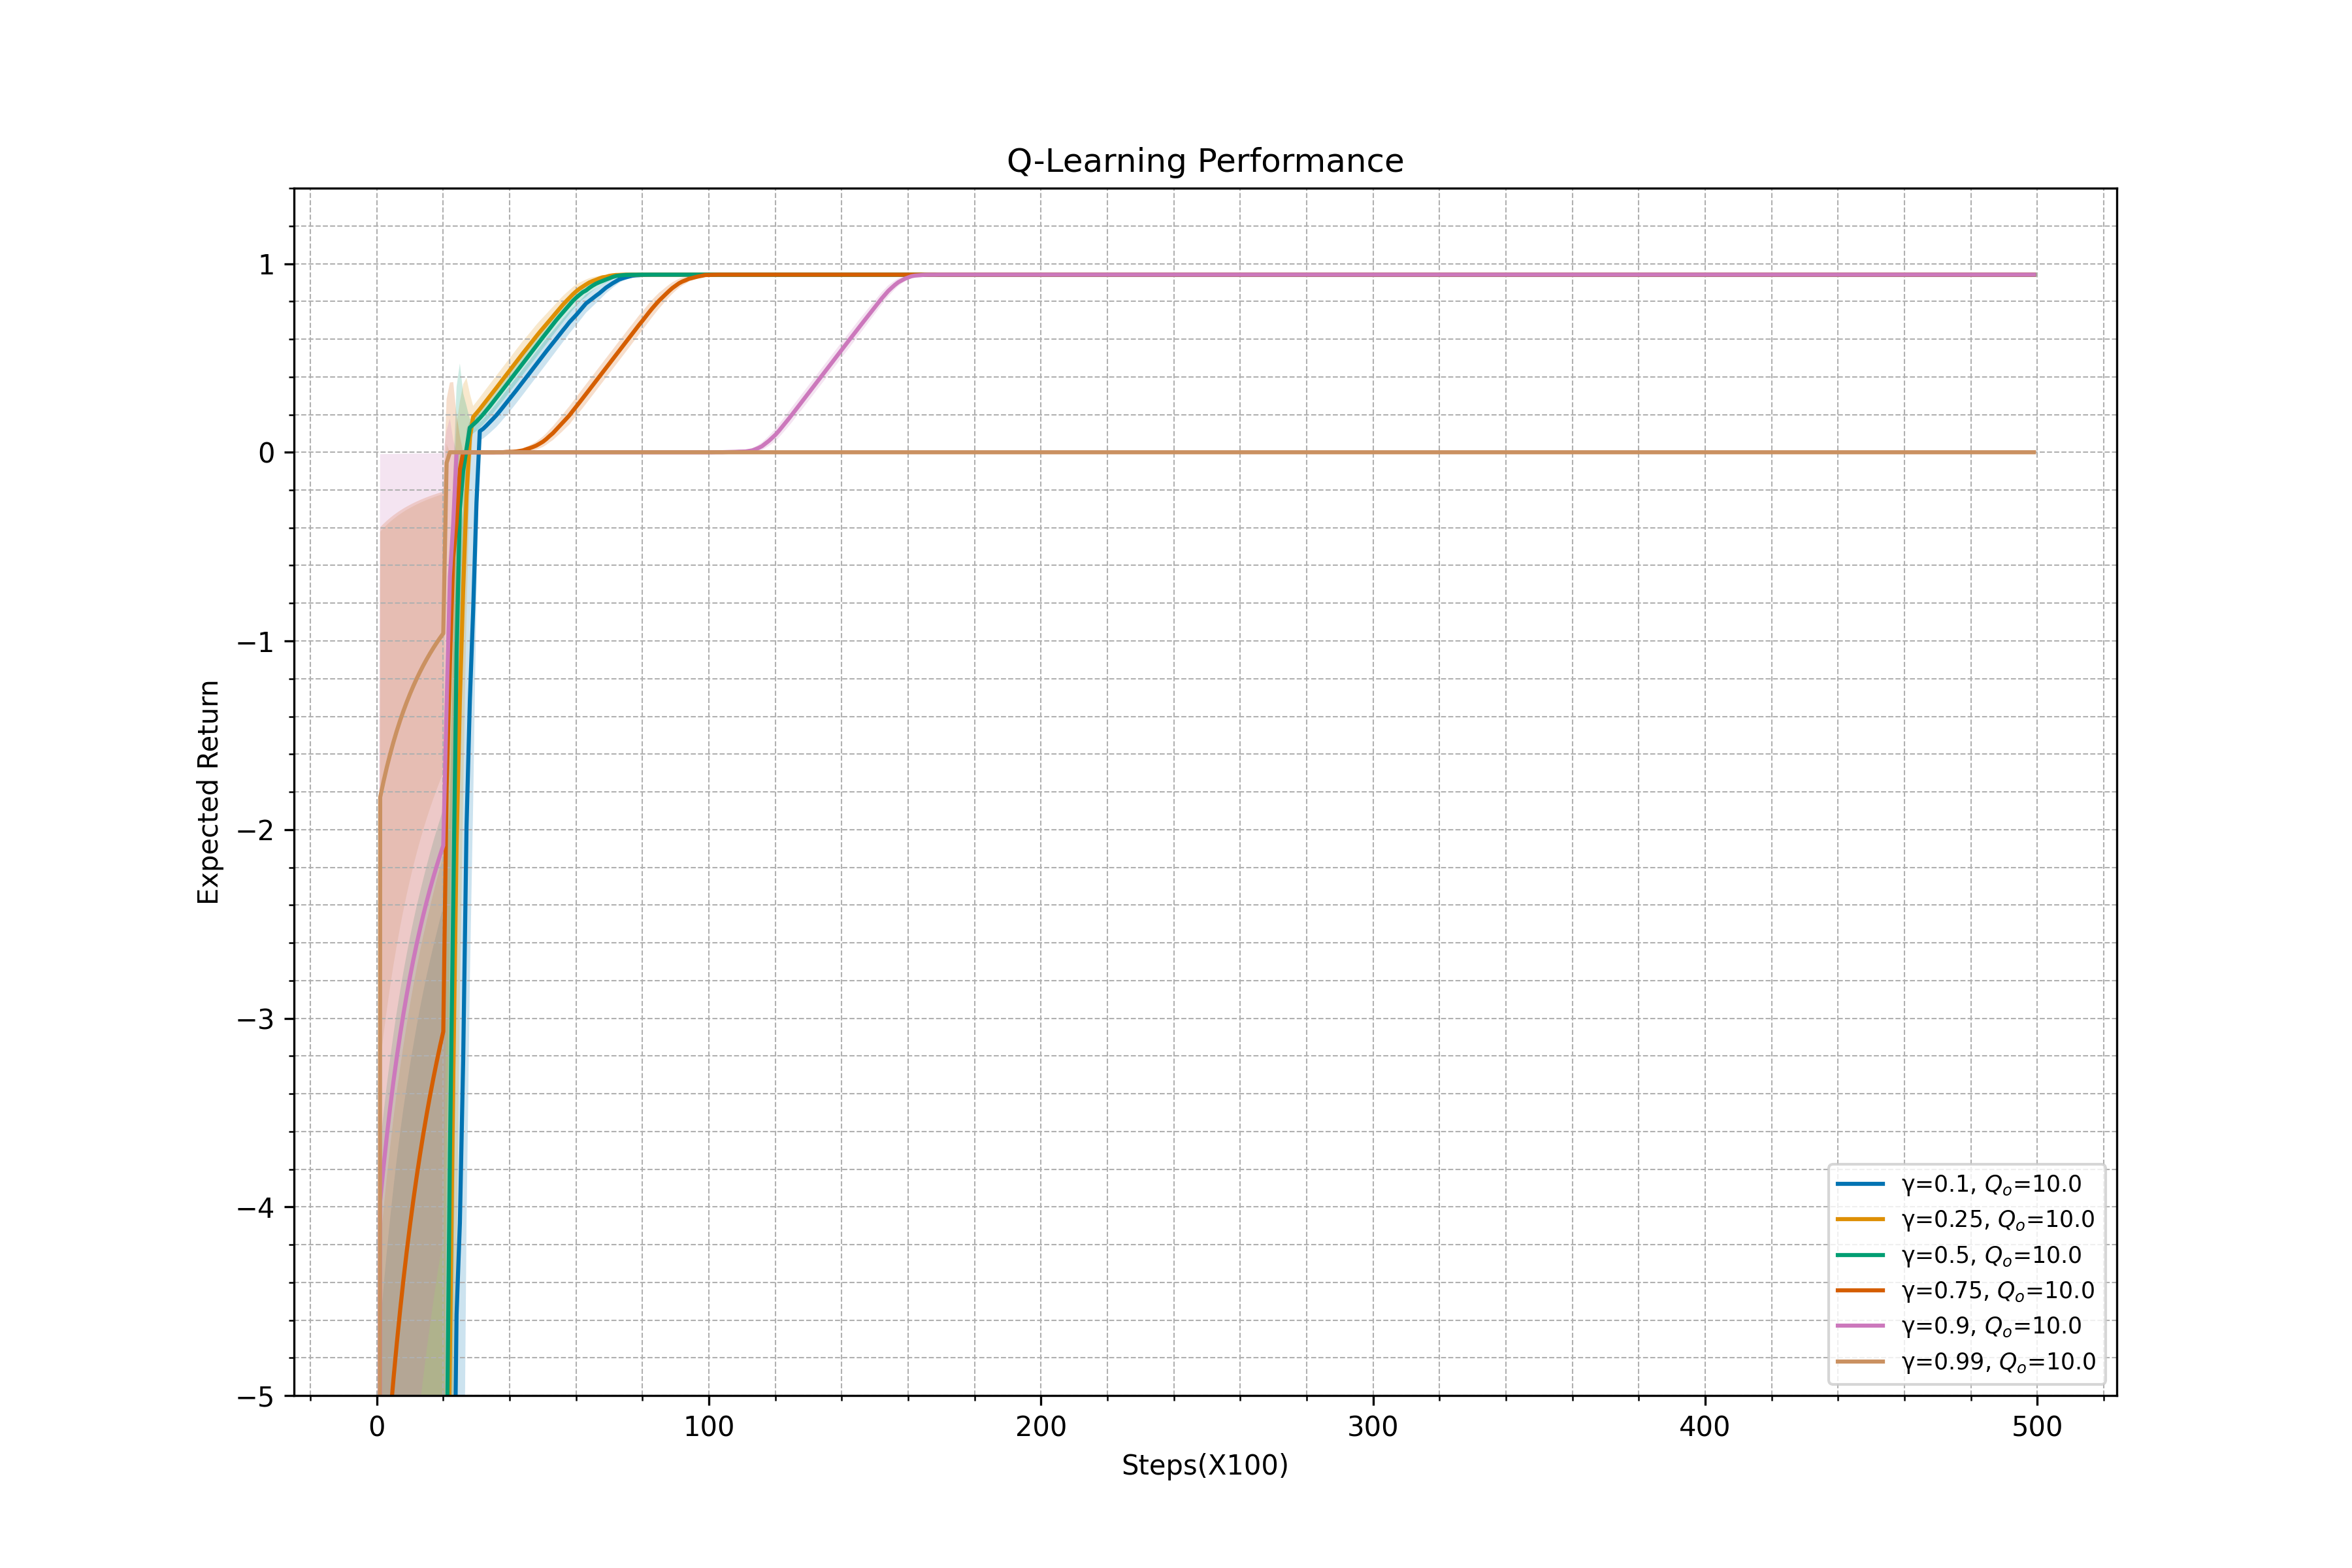 Q-Learning Performance
Expected Return
1
0
−1
−2
−3
−4
−5
0 100 200 300 400 500
Steps(X100)
γ=0.1, Qₒ=10.0
γ=0.25, Qₒ=10.0
γ=0.5, Qₒ=10.0
γ=0.75, Qₒ=10.0
γ=0.9, Qₒ=10.0
γ=0.99, Qₒ=10.0